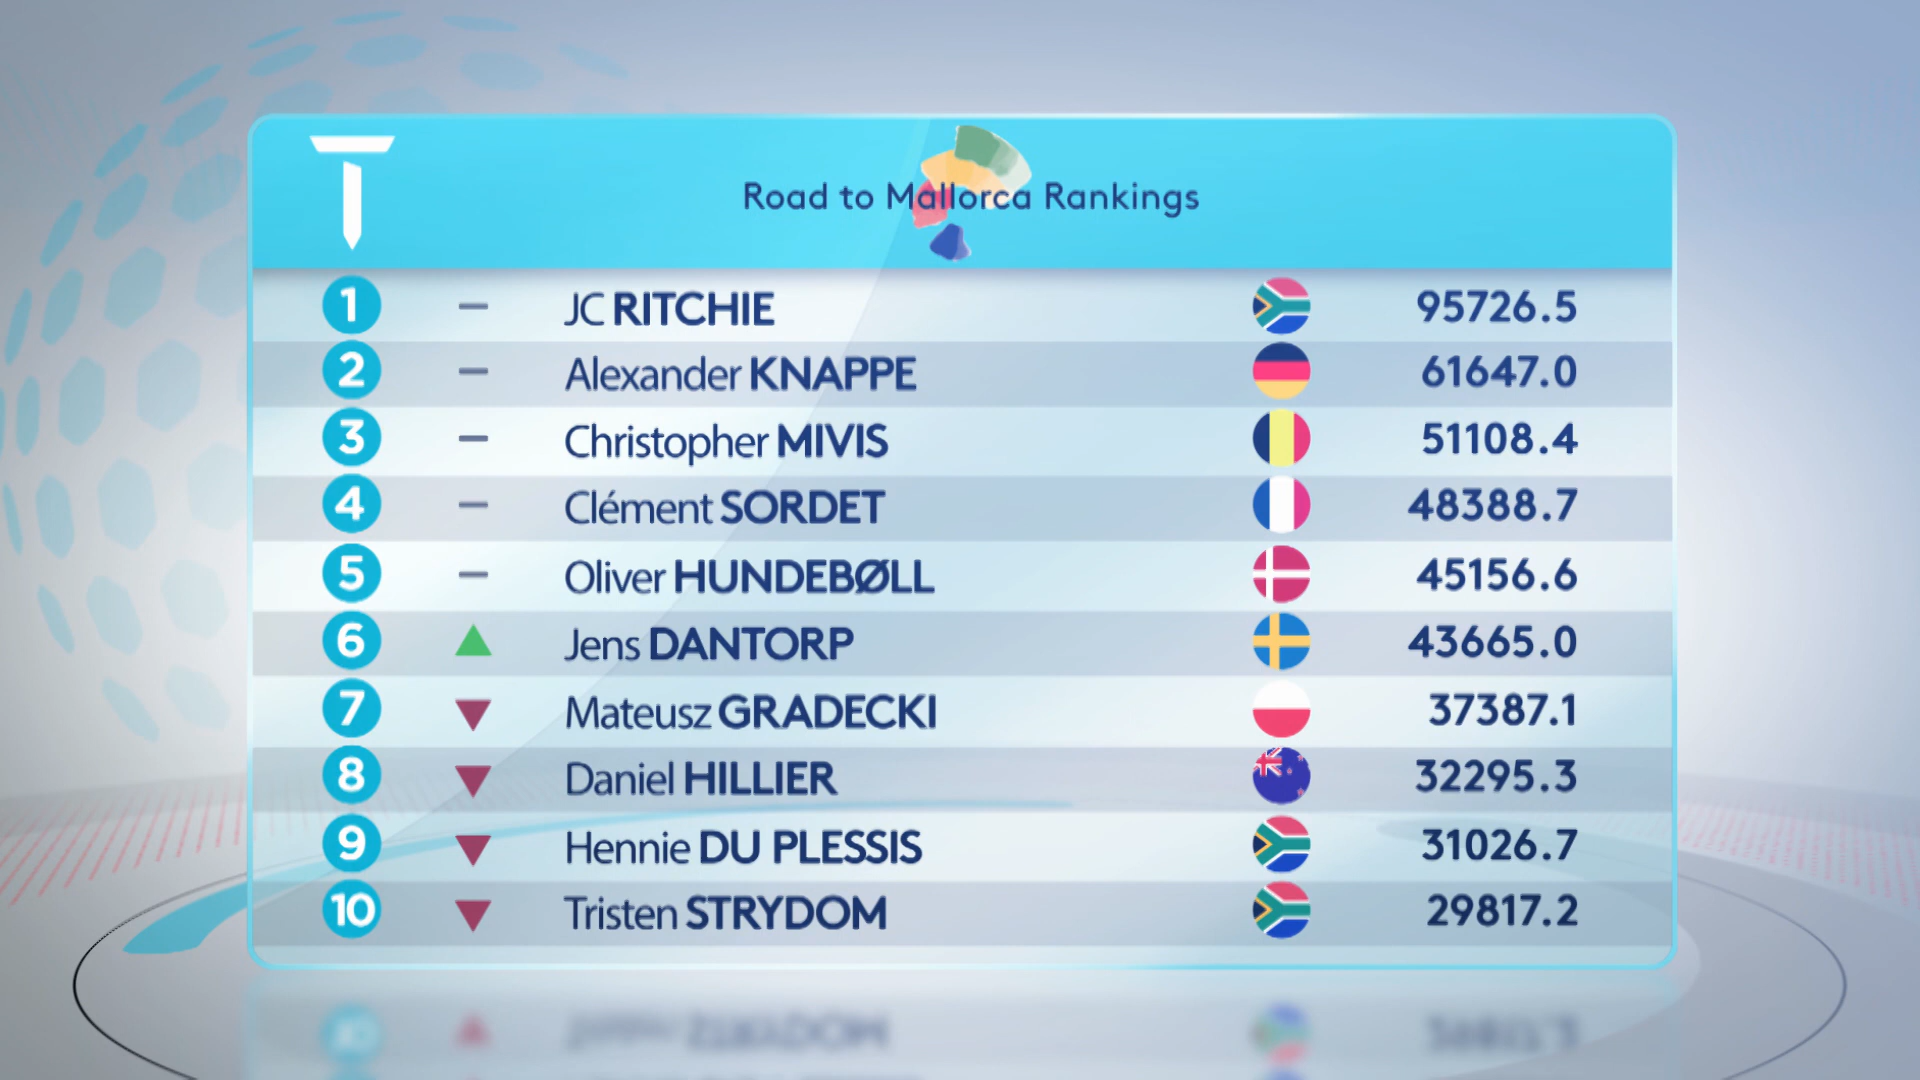 Road to Mallorca Rankings
1 – JC RITCHIE 95726.5
2 – Alexander KNAPPE 61647.0
3 – Christopher MIVIS 51108.4
4 – Clément SORDET 48388.7
5 – Oliver HUNDEBØLL 45156.6
6 ▲ Jens DANTORP 43665.0
7 ▼ Mateusz GRADECKI 37387.1
8 ▼ Daniel HILLIER 32295.3
9 ▼ Hennie DU PLESSIS 31026.7
10 ▼ Tristen STRYDOM 29817.2